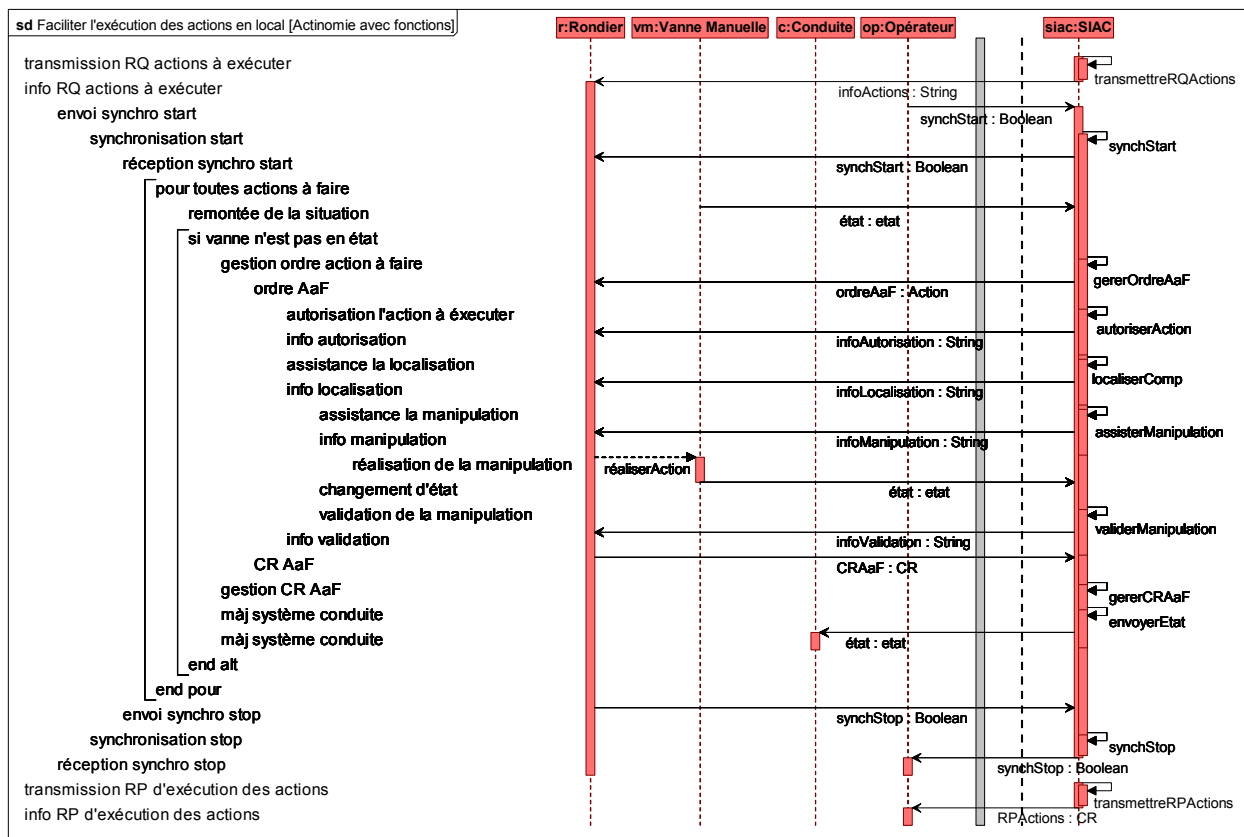 sd Faciliter l'exécution des actions en local [Actinomie avec fonctions]
r:Rondier
vm:Vanne Manuelle
c:Conduite
op:Opérateur
siac:SIAC
transmission RQ actions à exécuter
transmettreRQActions
info RQ actions à exécuter
infoActions : String
envoi synchro start
synchStart : Boolean
synchronisation start
synchStart
réception synchro start
synchStart : Boolean
pour toutes actions à faire
remontée de la situation
état : etat
si vanne n'est pas en état
gestion ordre action à faire
gererOrdreAaF
ordre AaF
ordreAaF : Action
autorisation l'action à éxecuter
autoriserAction
info autorisation
infoAutorisation : String
assistance la localisation
localiserComp
info localisation
infoLocalisation : String
assistance la manipulation
assisterManipulation
info manipulation
infoManipulation : String
réalisation de la manipulation
réaliserAction
changement d'état
état : etat
validation de la manipulation
validerManipulation
info validation
infoValidation : String
CR AaF
CRAaF : CR
gestion CR AaF
gererCRAaF
màj système conduite
envoyerEtat
màj système conduite
état : etat
end alt
end pour
envoi synchro stop
synchStop : Boolean
synchronisation stop
synchStop
réception synchro stop
synchStop : Boolean
transmission RP d'exécution des actions
transmettreRPActions
info RP d'exécution des actions
RPActions : CR